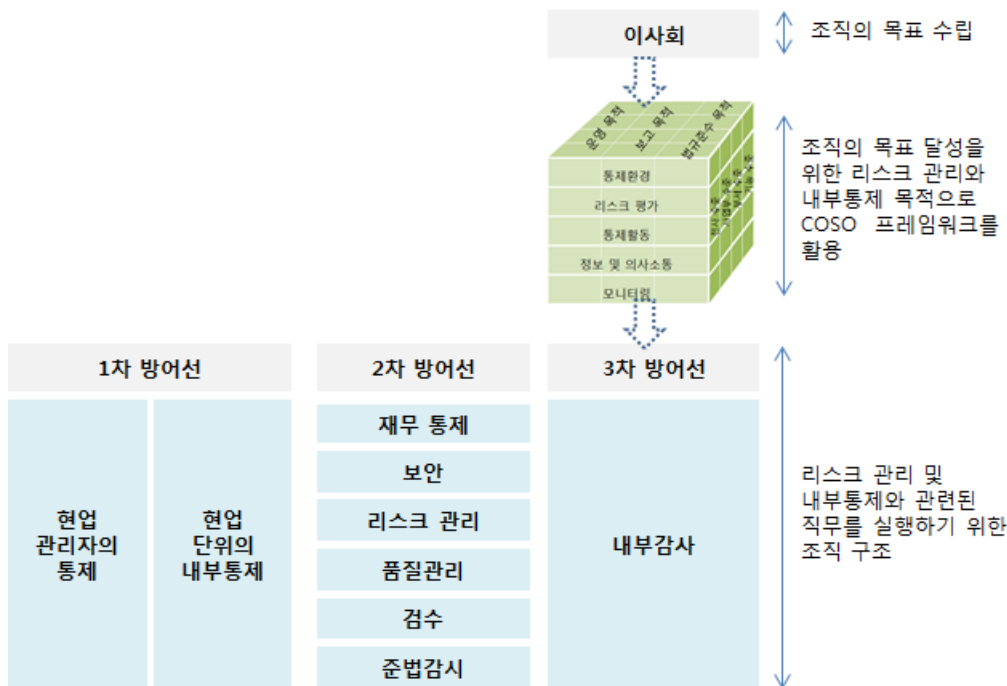 이사회
조직의 목표 수립
운영 목적
보고 목적
법규준수 목적
통제환경
리스크 평가
통제활동
정보 및 의사소통
모니터링
조직의 목표 달성을
위한 리스크 관리와
내부통제 목적으로
COSO 프레임워크를
활용
1차 방어선
2차 방어선
3차 방어선
현업
관리자의
통제
현업
단위의
내부통제
재무 통제
보안
리스크 관리
품질관리
검수
준법감시
내부감사
리스크 관리 및
내부통제와 관련된
직무를 실행하기 위한
조직 구조